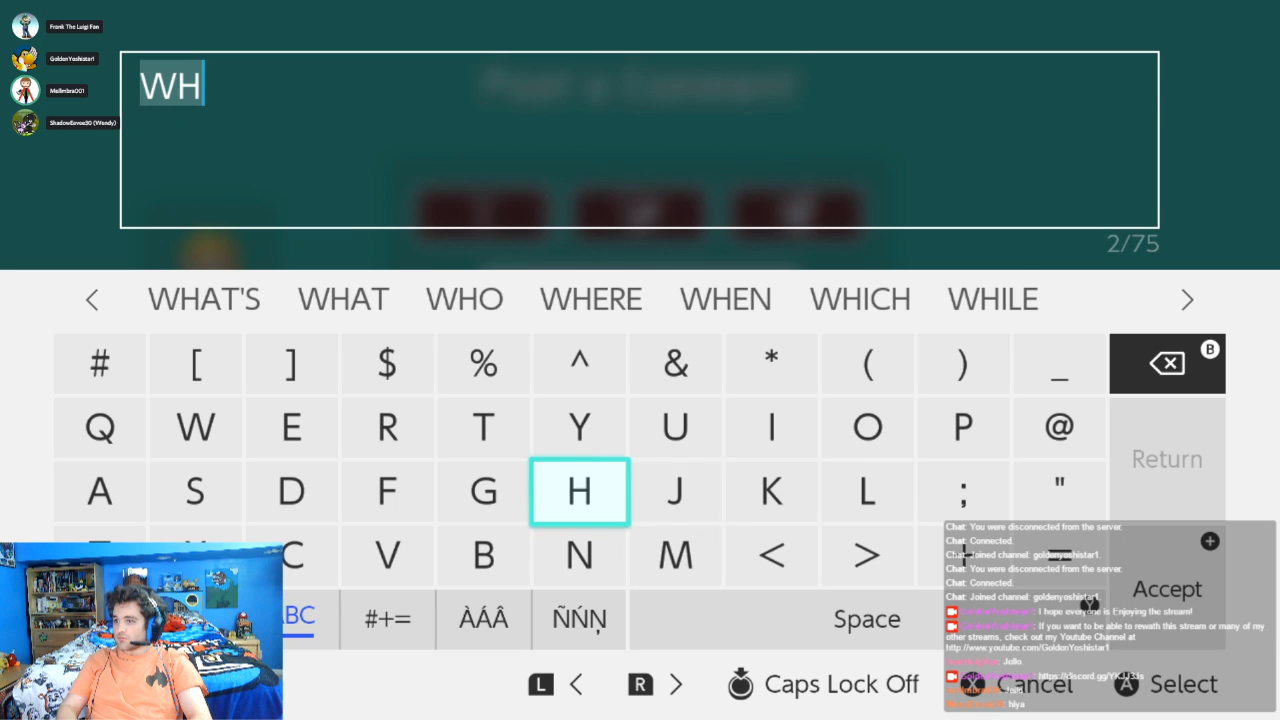 Frank The Luigi Fan
GoldenYoshistar1
Mellmbra001
ShadowEevee30 (Wendy)
WH
2/75
WHAT'S WHAT WHO WHERE WHEN WHICH WHILE
# [ ] $ % ^ & * ( ) _ B
Q W E R T Y U I O P @
Return
A S D F G H J K L ; "
C V B N M < >
Accept
ABC #+= ÀÁÂ ÑŃŅ Space
L R Caps Lock Off X Cancel A Select
Chat: You were disconnected from the server.
Chat: Connected.
Chat: Joined channel: goldenyoshistar1.
Chat: You were disconnected from the server.
Chat: Connected.
Chat: Joined channel: goldenyoshistar1.
: I hope everyone is Enjoying the stream!
: If you want to be able to rewath this stream or many of my
other streams, check out my Youtube Channel at
http://www.youtube.com/GoldenYoshistar1
: Jello
: hiya